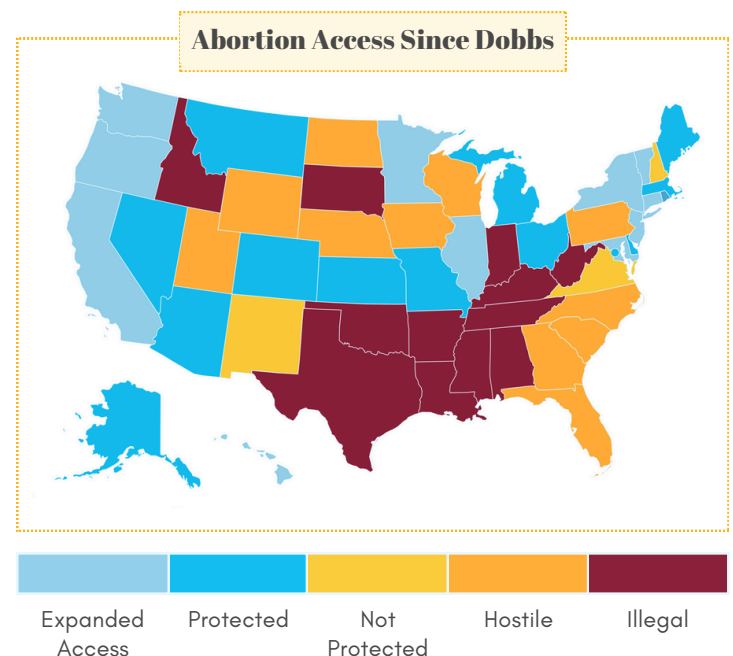 Abortion Access Since Dobbs
Expanded
Access
Protected
Not
Protected
Hostile
Illegal